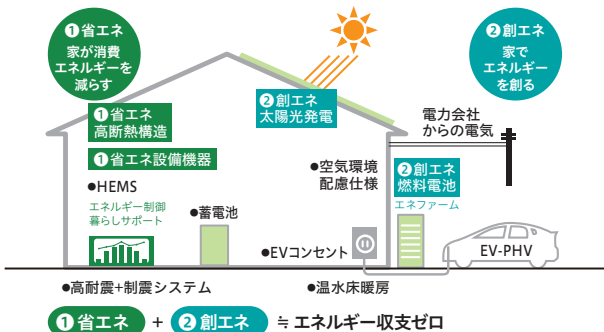 ❶省エネ
家が消費
エネルギーを
減らす
❷創エネ
家で
エネルギー
を創る
❶省エネ
高断熱構造
❷創エネ
太陽光発電
電力会社
からの電気
❶省エネ設備機器
●空気環境
配慮仕様
❷創エネ
燃料電池
エネファーム
●HEMS
エネルギー制御
暮らしサポート
●蓄電池
●EVコンセント
EV-PHV
●高耐震+制震システム
●温水床暖房
❶省エネ + ❷創エネ ≒ エネルギー収支ゼロ